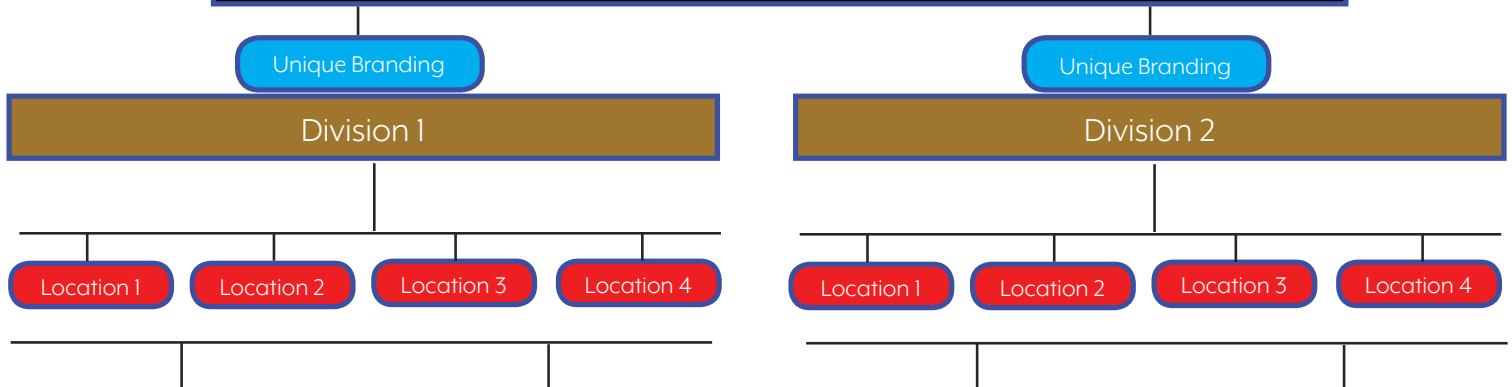 Unique Branding
Unique Branding
Division 1
Division 2
Location 1
Location 2
Location 3
Location 4
Location 1
Location 2
Location 3
Location 4